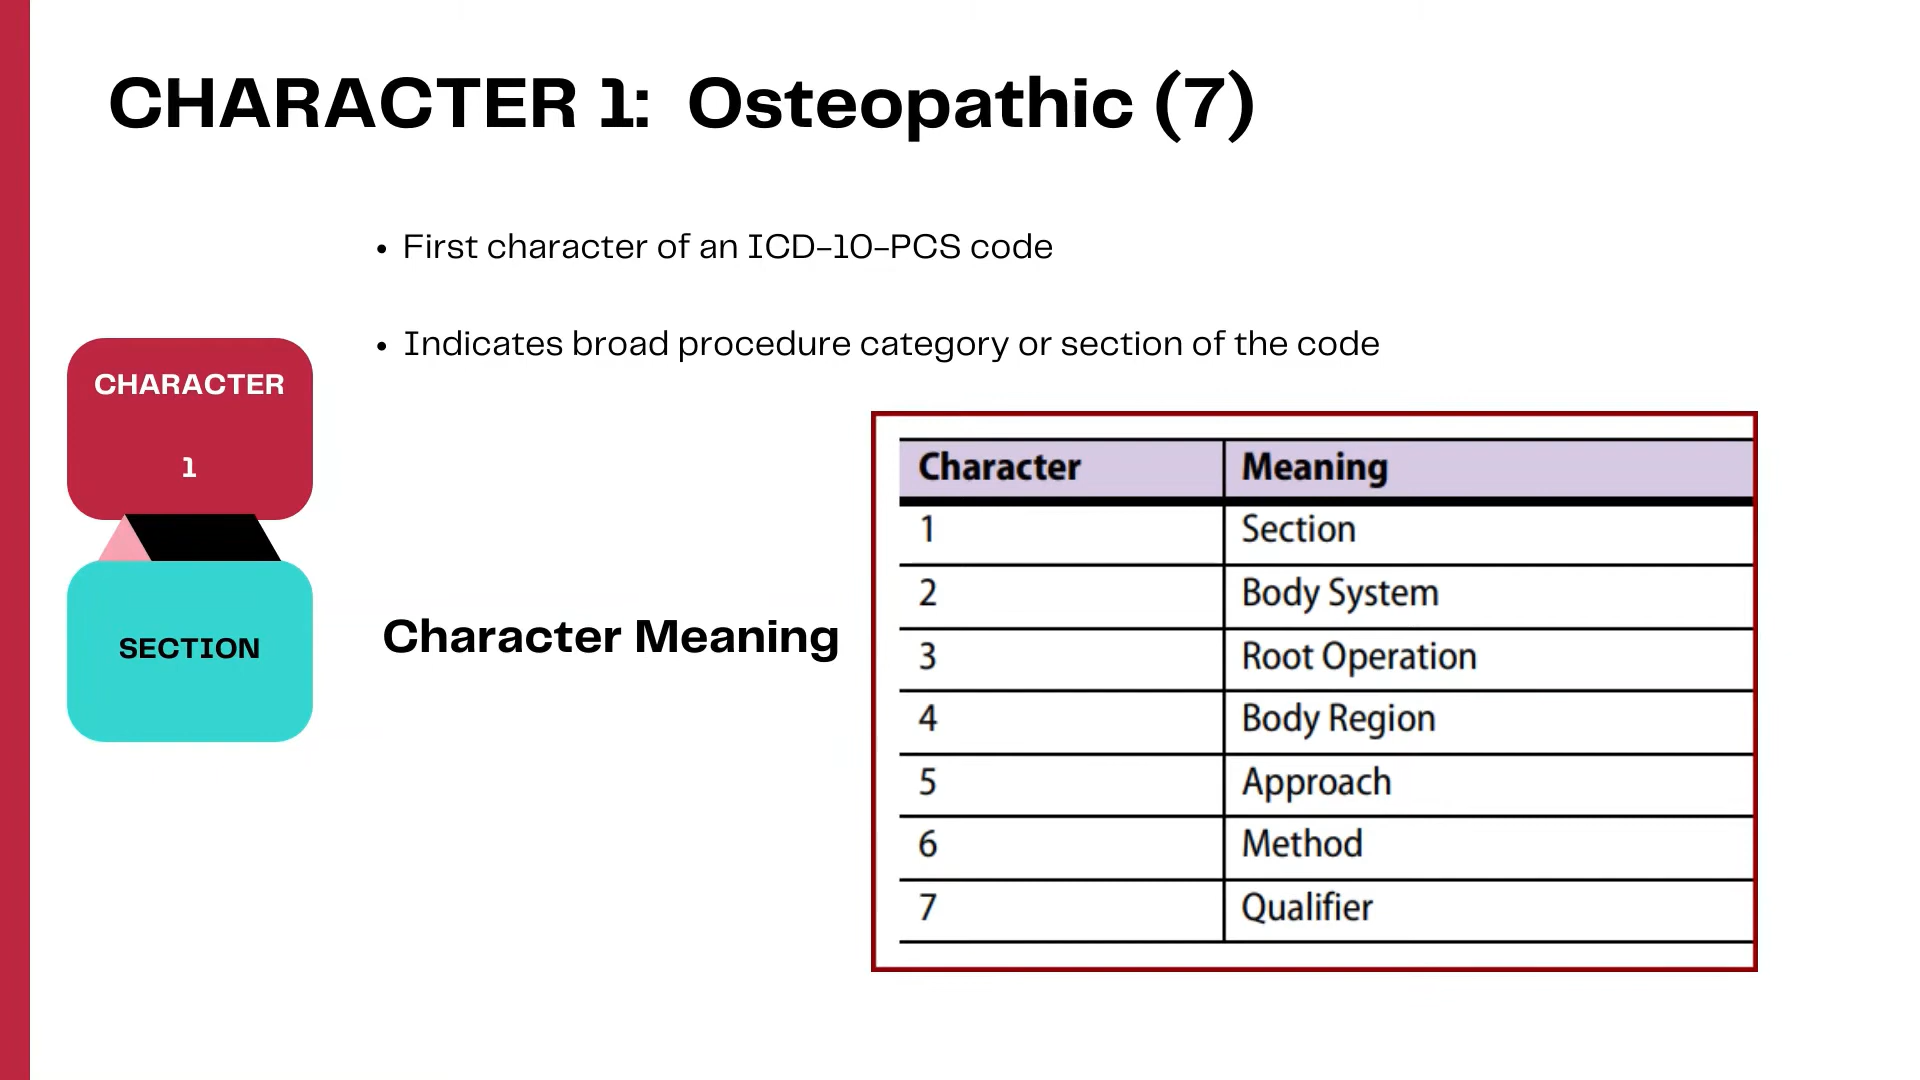 CHARACTER 1: Osteopathic (7)
• First character of an ICD-10-PCS code
• Indicates broad procedure category or section of the code
CHARACTER
1
SECTION
Character Meaning
Character Meaning
1 Section
2 Body System
3 Root Operation
4 Body Region
5 Approach
6 Method
7 Qualifier